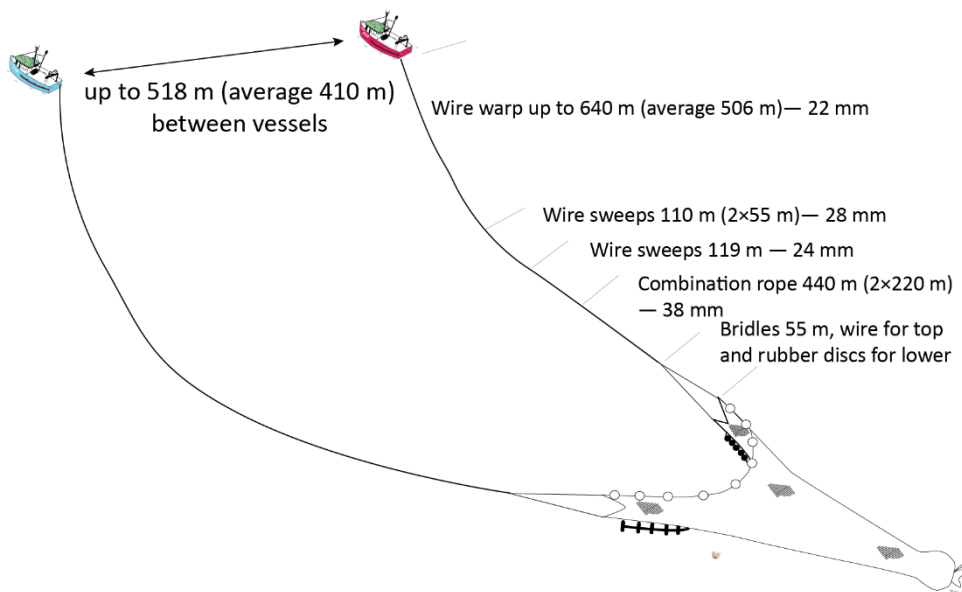 up to 518 m (average 410 m)
between vessels
Wire warp up to 640 m (average 506 m)— 22 mm
Wire sweeps 110 m (2×55 m)— 28 mm
Wire sweeps 119 m — 24 mm
Combination rope 440 m (2×220 m)
— 38 mm
Bridles 55 m, wire for top
and rubber discs for lower